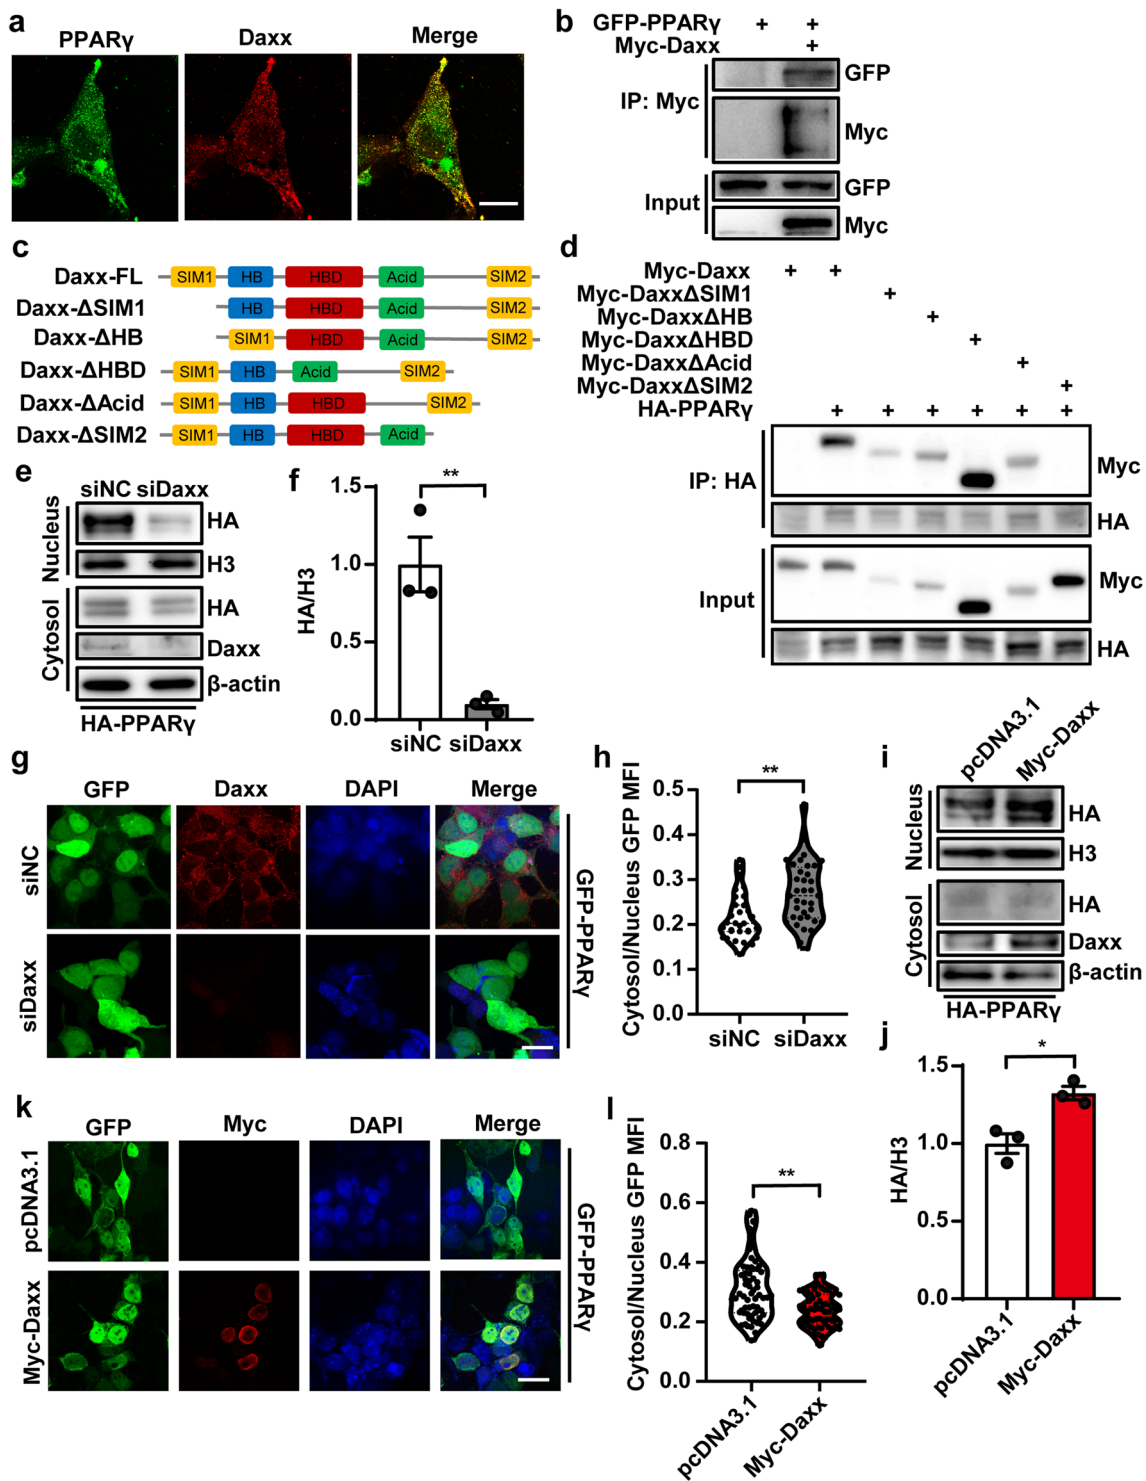 a
PPARγ Daxx Merge
b
GFP-PPARγ + +
Myc-Daxx +
IP: Myc
GFP
Myc
Input
GFP
Myc
c
Daxx-FL SIM1 HB HBD Acid SIM2
Daxx-ΔSIM1 HB HBD Acid SIM2
Daxx-ΔHB SIM1 HBD Acid SIM2
Daxx-ΔHBD SIM1 HB Acid SIM2
Daxx-ΔAcid SIM1 HB HBD SIM2
Daxx-ΔSIM2 SIM1 HB HBD Acid
d
Myc-Daxx + +
Myc-DaxxΔSIM1 +
Myc-DaxxΔHB +
Myc-DaxxΔHBD +
Myc-DaxxΔAcid +
Myc-DaxxΔSIM2 +
HA-PPARγ + + + + + +
IP: HA
Myc
HA
Input
Myc
HA
e
siNC siDaxx
Nucleus
HA
H3
Cytosol
HA
Daxx
β-actin
HA-PPARγ
f
HA/H3
1.5
1.0
0.5
0.0
**
siNC siDaxx
g
GFP Daxx DAPI Merge
siNC
siDaxx
GFP-PPARγ
h
Cytosol/Nucleus GFP MFI
0.5
0.4
0.3
0.2
0.1
0.0
**
siNC siDaxx
i
pcDNA3.1 Myc-Daxx
Nucleus
HA
H3
Cytosol
HA
Daxx
β-actin
HA-PPARγ
j
HA/H3
1.5
1.0
0.5
0.0
*
pcDNA3.1 Myc-Daxx
k
GFP Myc DAPI Merge
pcDNA3.1
Myc-Daxx
GFP-PPARγ
l
Cytosol/Nucleus GFP MFI
0.8
0.6
0.4
0.2
0.0
**
pcDNA3.1 Myc-Daxx